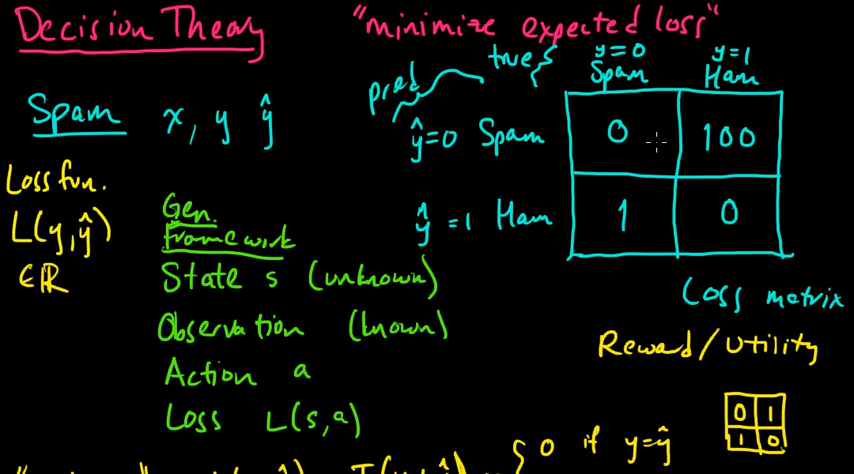 Decision Theory "minimize expected loss"
true y=0 y=1
pred Spam Ham
Spam x, y ŷ
ŷ=0 Spam 0 100
Loss fun.
L(y,ŷ)
∈ℝ
ŷ=1 Ham 1 0
Gen.
framework
State s (unknown)
Loss matrix
Observation (known)
Reward/Utility
Action a
Loss L(s,a)
0 1
1 0
0 if y=ŷ